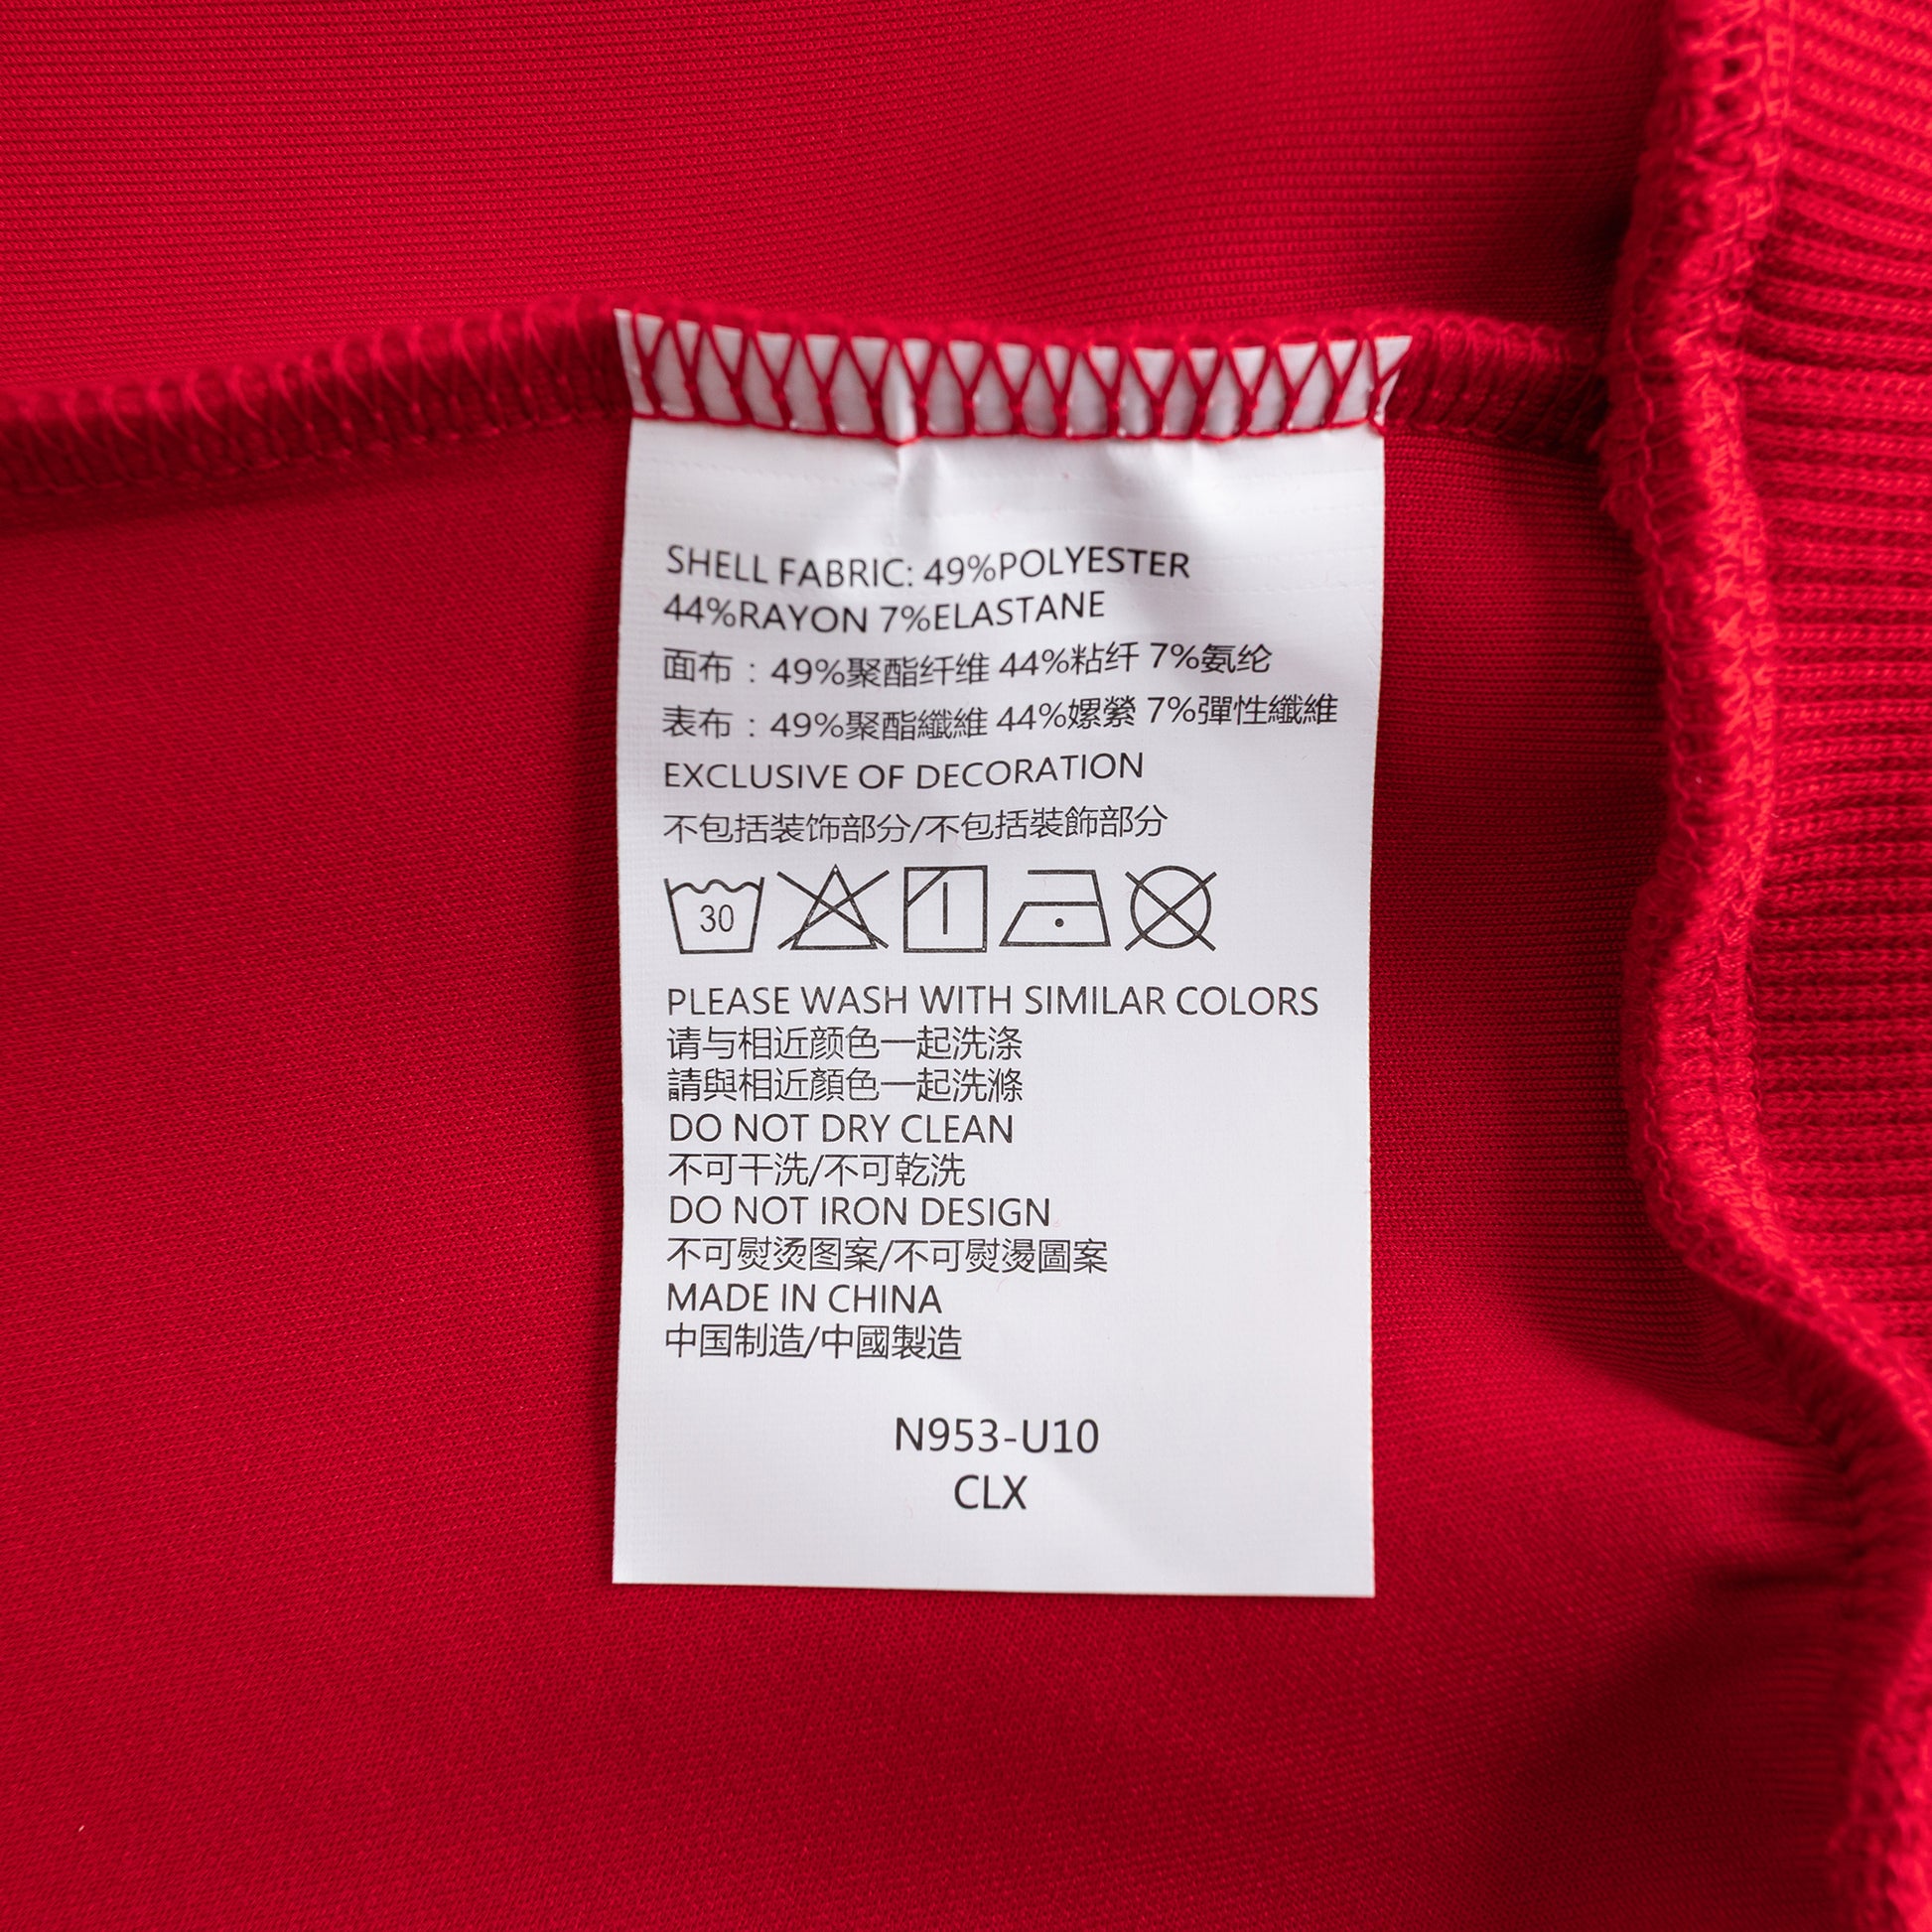 SHELL FABRIC: 49%POLYESTER
44%RAYON 7%ELASTANE
面布：49%聚酯纤维 44%粘纤 7%氨纶
表布：49%聚酯纖維 44%嫘縈 7%彈性纖維
EXCLUSIVE OF DECORATION
不包括装饰部分/不包括裝飾部分
30
PLEASE WASH WITH SIMILAR COLORS
请与相近颜色一起洗涤
請與相近顏色一起洗滌
DO NOT DRY CLEAN
不可干洗/不可乾洗
DO NOT IRON DESIGN
不可熨烫图案/不可熨燙圖案
MADE IN CHINA
中国制造/中國製造
N953-U10
CLX